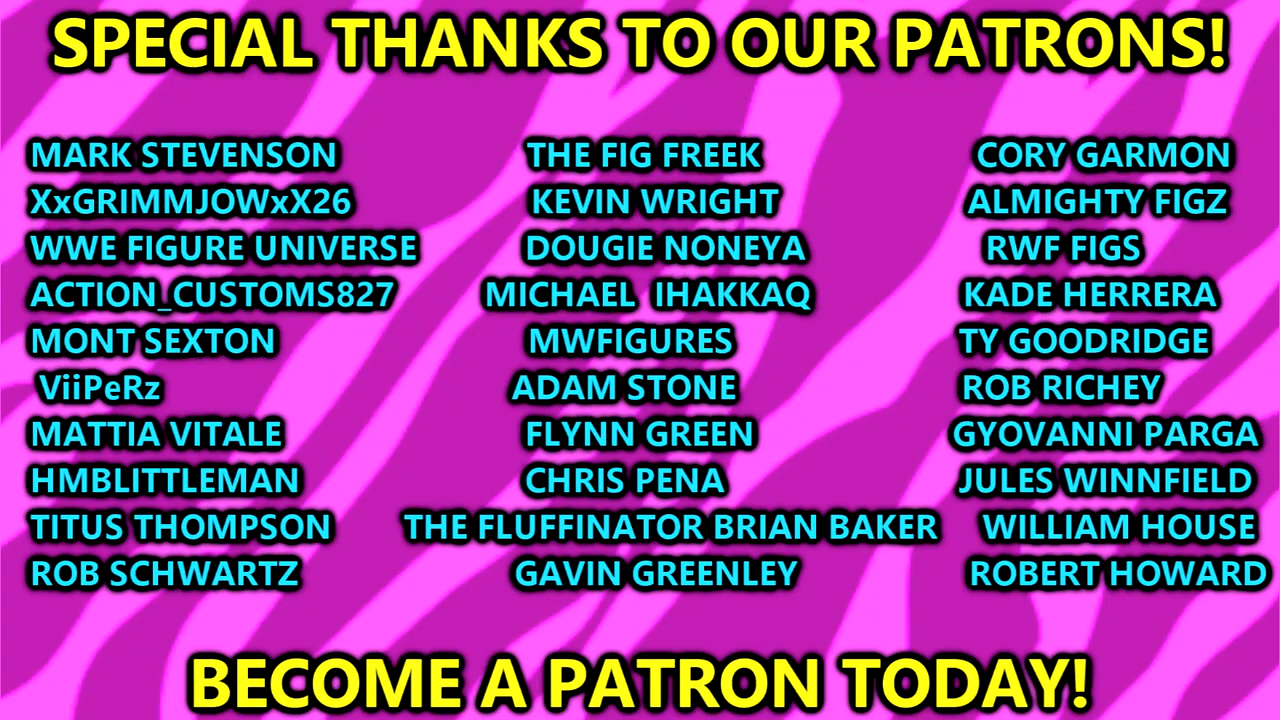 SPECIAL THANKS TO OUR PATRONS!
MARK STEVENSON
XxGRIMMJOWxX26
WWE FIGURE UNIVERSE
ACTION_CUSTOMS827
MONT SEXTON
ViiPeRz
MATTIA VITALE
HMBLITTLEMAN
TITUS THOMPSON
ROB SCHWARTZ
THE FIG FREEK
KEVIN WRIGHT
DOUGIE NONEYA
MICHAEL IHAKKAQ
MWFIGURES
ADAM STONE
FLYNN GREEN
CHRIS PENA
THE FLUFFINATOR BRIAN BAKER
GAVIN GREENLEY
CORY GARMON
ALMIGHTY FIGZ
RWF FIGS
KADE HERRERA
TY GOODRIDGE
ROB RICHEY
GYOVANNI PARGA
JULES WINNFIELD
WILLIAM HOUSE
ROBERT HOWARD
BECOME A PATRON TODAY!